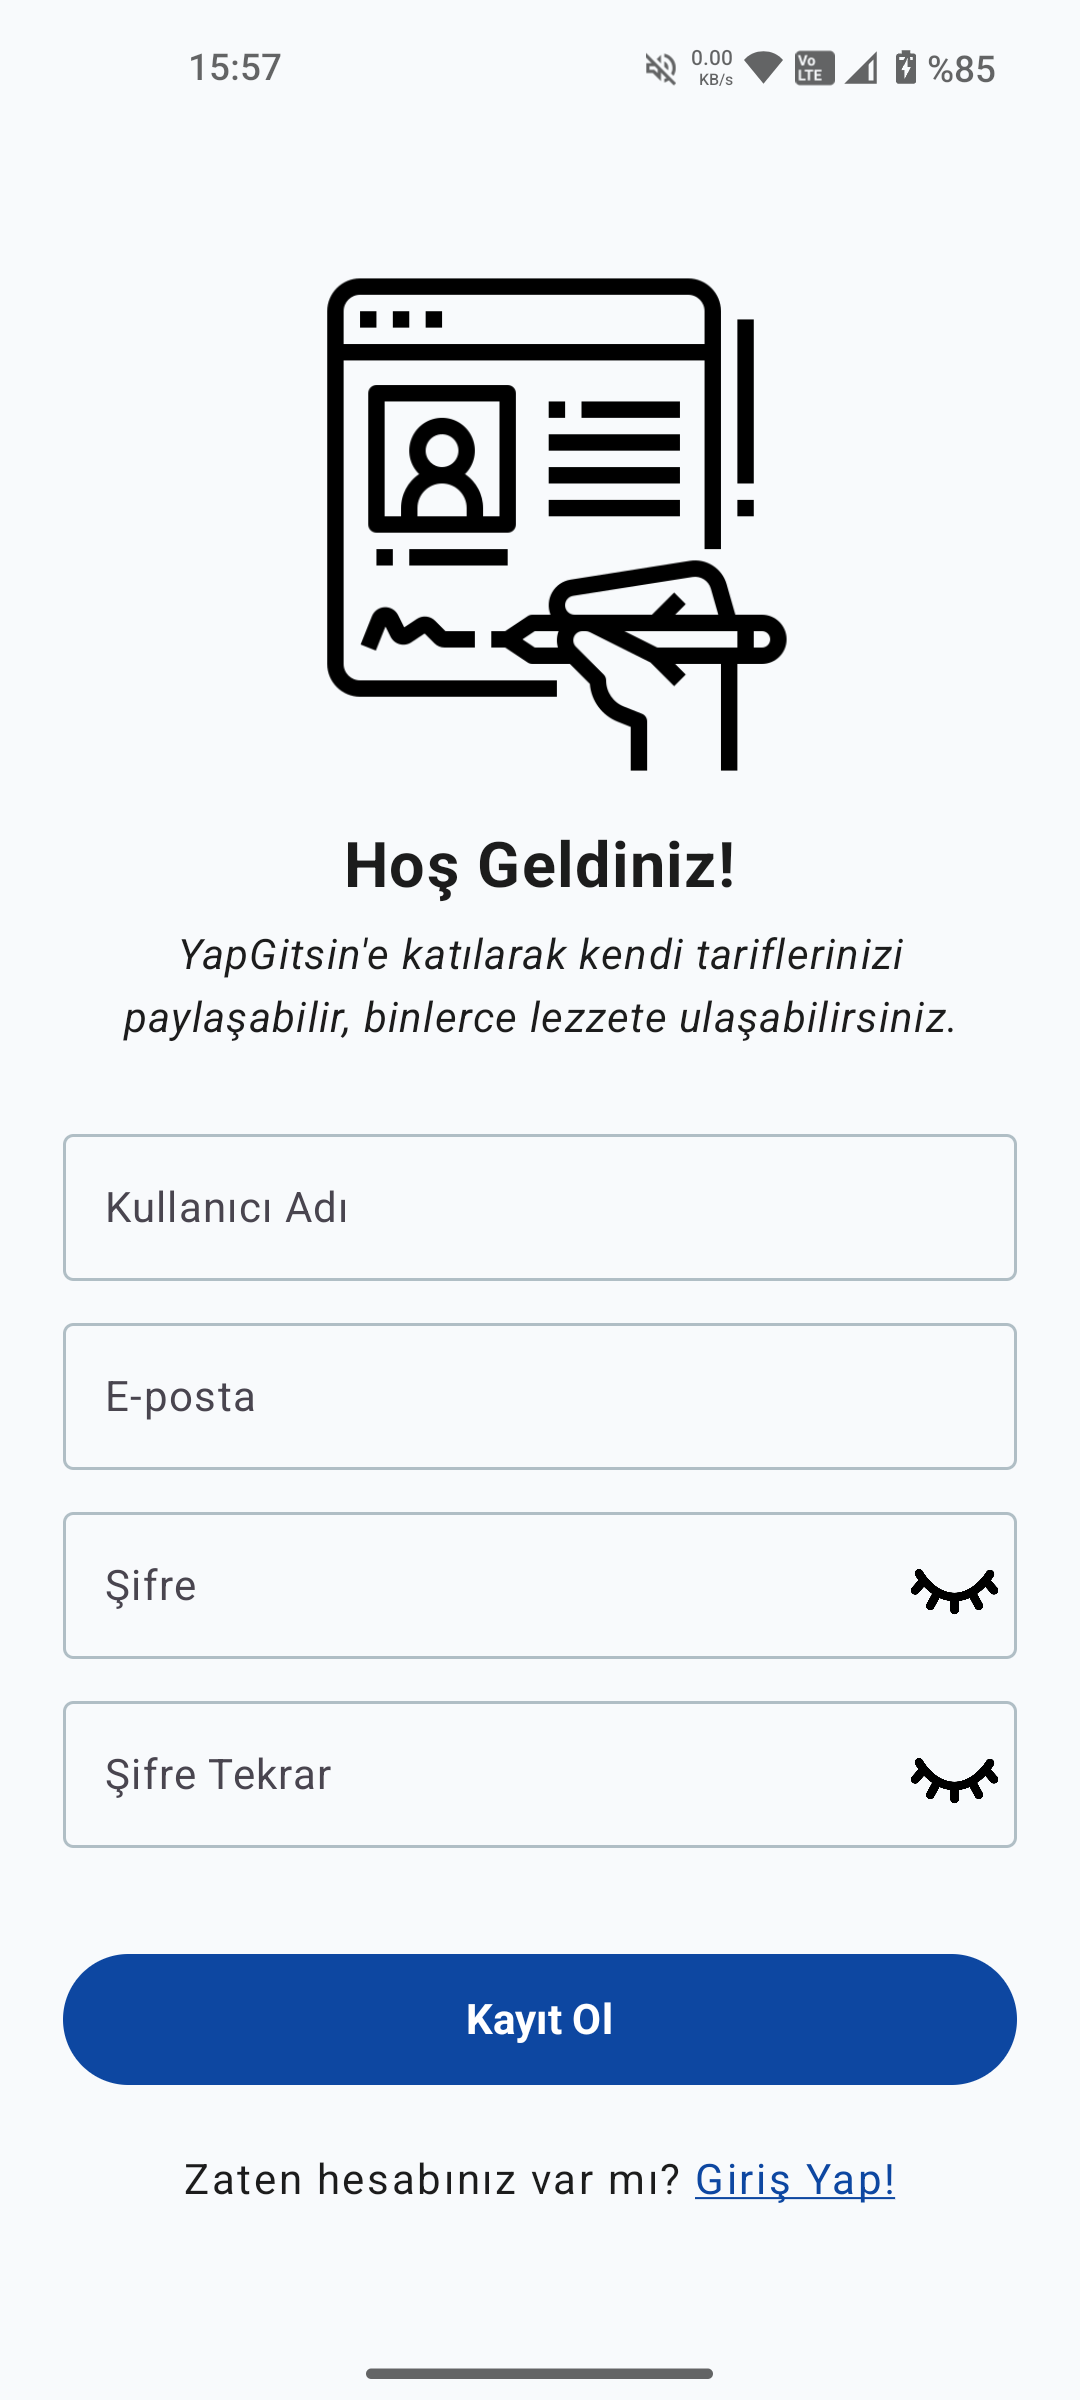 15:57
0.00
KB/s
Vo
LTE
%85
Hoş Geldiniz!
YapGitsin'e katılarak kendi tariflerinizi
paylaşabilir, binlerce lezzete ulaşabilirsiniz.
Kullanıcı Adı
E-posta
Şifre
Şifre Tekrar
Kayıt Ol
Zaten hesabınız var mı? Giriş Yap!